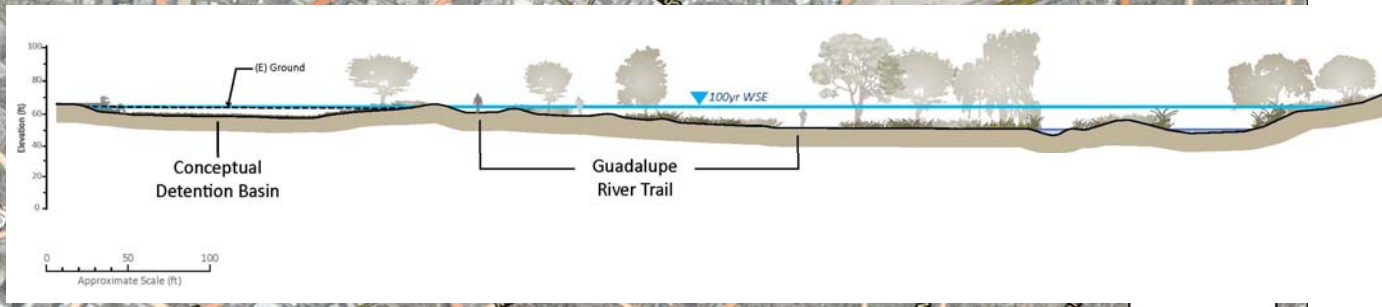 100
80
60
40
20
0
Elevation (ft)
(E) Ground
100yr WSE
Conceptual
Detention Basin
Guadalupe
River Trail
0 50 100
Approximate Scale (ft)